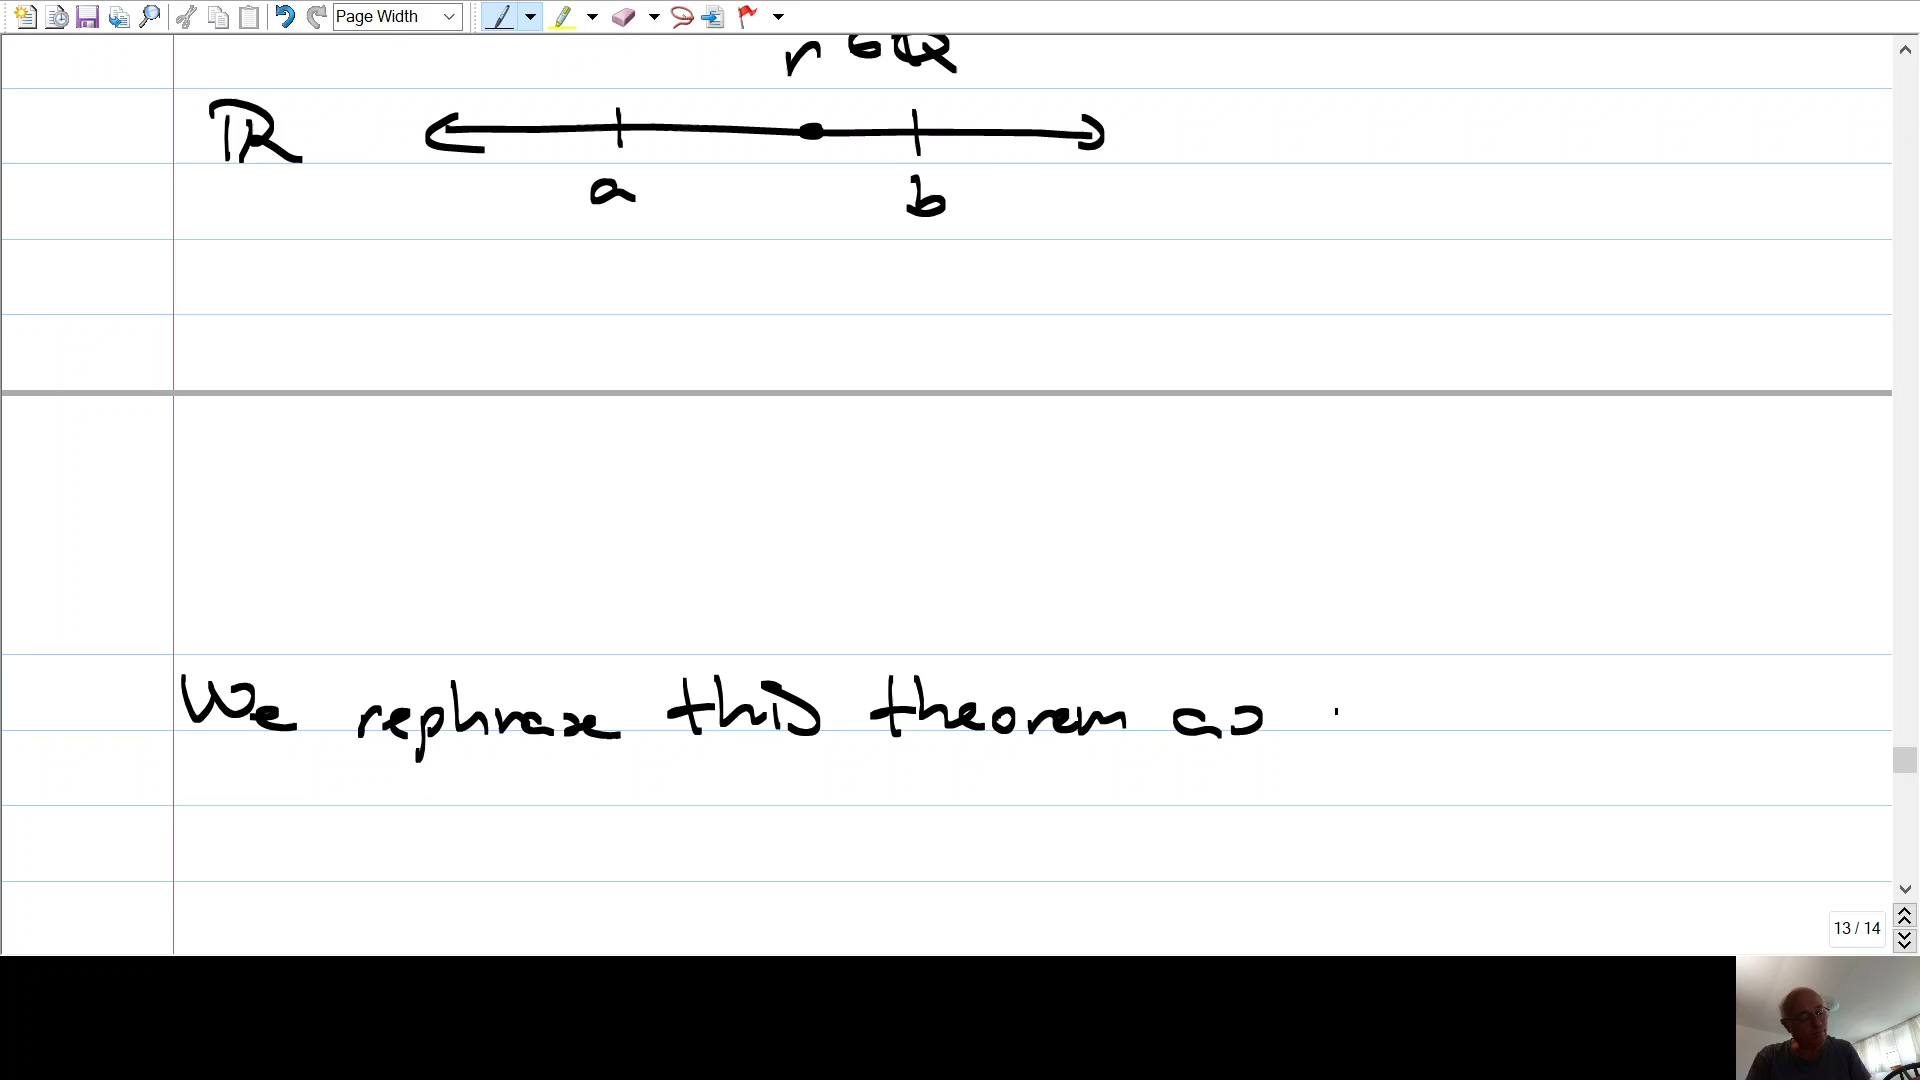 Page Width
r ∈ ℚ
ℝ
a b
We rephrase this theorem as
13 / 14